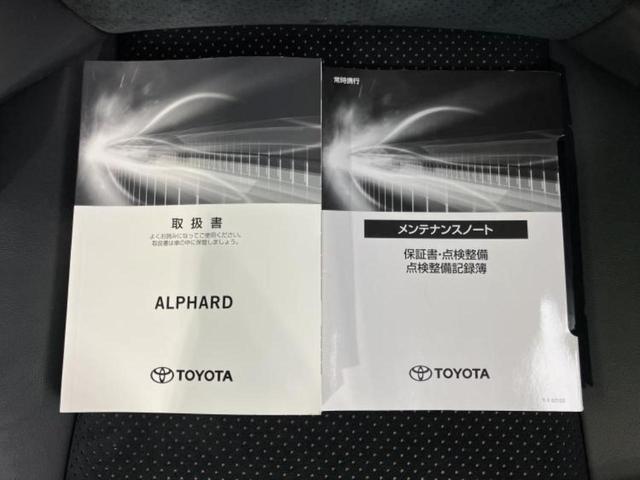 取扱書
よくお読みになってご使用ください。
取扱書は車の中に保管しましょう。
ALPHARD
TOYOTA
常時携行
メンテナンスノート
保証書・点検整備
点検整備記録簿
TOYOTA